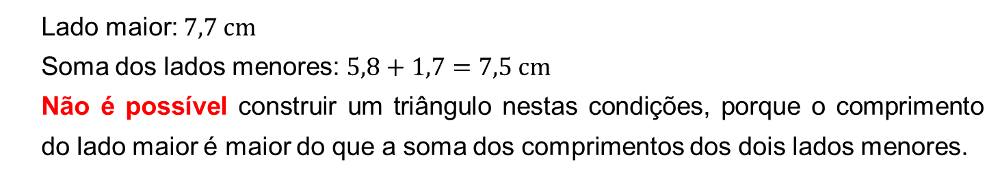 Lado maior: 7,7 cm
Soma dos lados menores: 5,8 + 1,7 = 7,5 cm
Não é possível construir um triângulo nestas condições, porque o comprimento
do lado maior é maior do que a soma dos comprimentos dos dois lados menores.